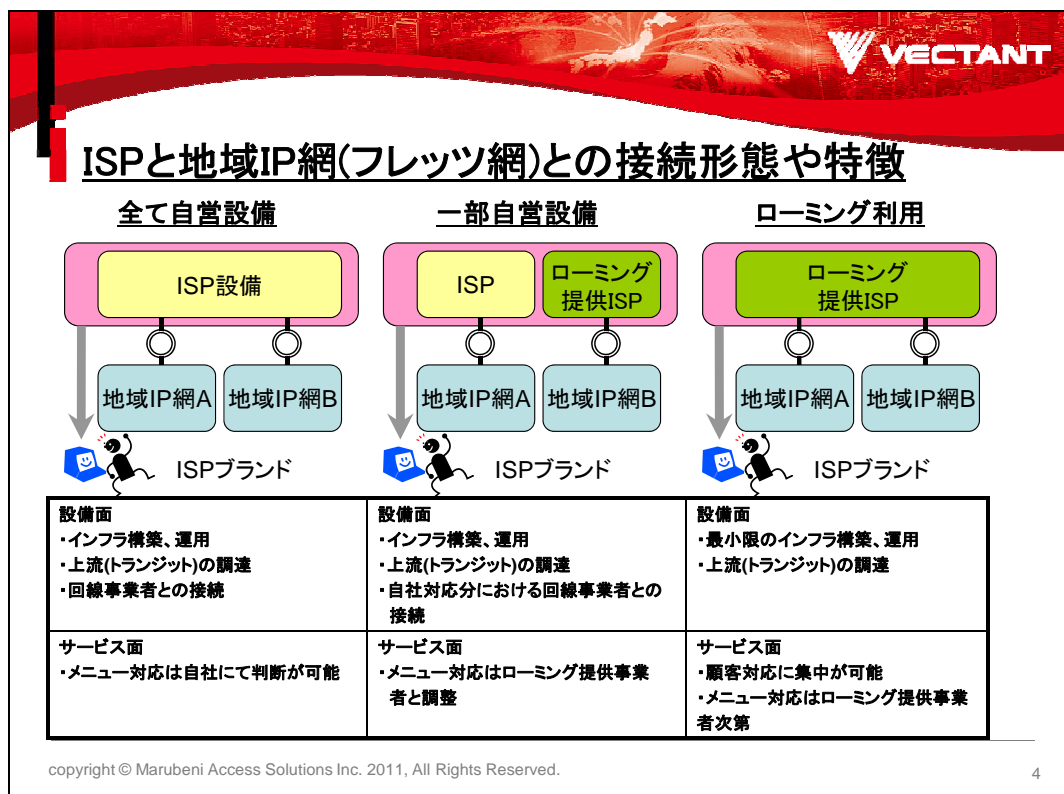 VECTANT
ISPと地域IP網(フレッツ網)との接続形態や特徴
全て自営設備
ISP設備
地域IP網A
地域IP網B
ISPブランド
一部自営設備
ISP
ローミング
提供ISP
地域IP網A
地域IP網B
ISPブランド
ローミング利用
ローミング
提供ISP
地域IP網A
地域IP網B
ISPブランド
設備面
・インフラ構築、運用
・上流(トランジット)の調達
・回線事業者との接続
設備面
・インフラ構築、運用
・上流(トランジット)の調達
・自社対応分における回線事業者との
接続
設備面
・最小限のインフラ構築、運用
・上流(トランジット)の調達
サービス面
・メニュー対応は自社にて判断が可能
サービス面
・メニュー対応はローミング提供事業
者と調整
サービス面
・顧客対応に集中が可能
・メニュー対応はローミング提供事業
者次第
copyright © Marubeni Access Solutions Inc. 2011, All Rights Reserved.
4